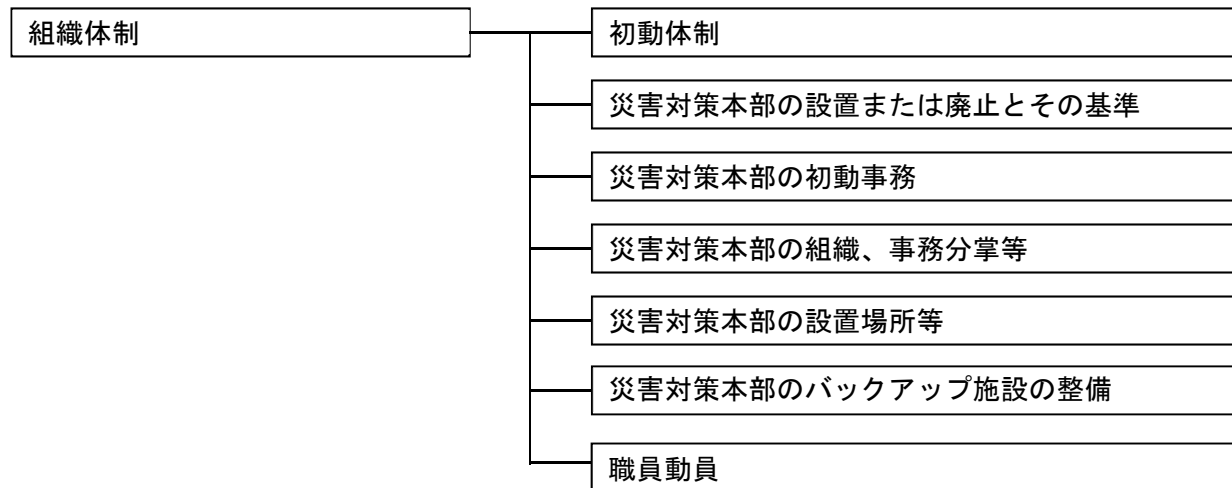 組織体制
初動体制
災害対策本部の設置または廃止とその基準
災害対策本部の初動事務
災害対策本部の組織、事務分掌等
災害対策本部の設置場所等
災害対策本部のバックアップ施設の整備
職員動員